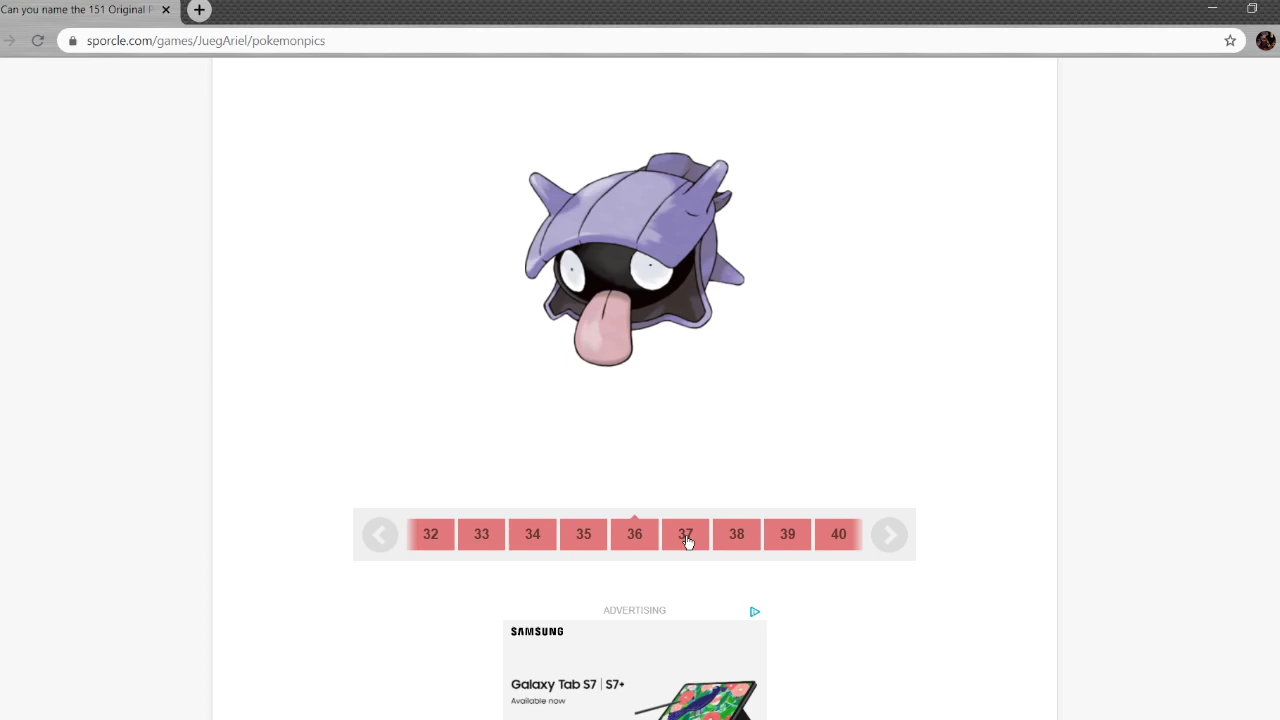 Can you name the 151 Original P
sporcle.com/games/JuegAriel/pokemonpics
32 33 34 35 36 37 38 39 40
ADVERTISING
SAMSUNG
Galaxy Tab S7 | S7+
Available now